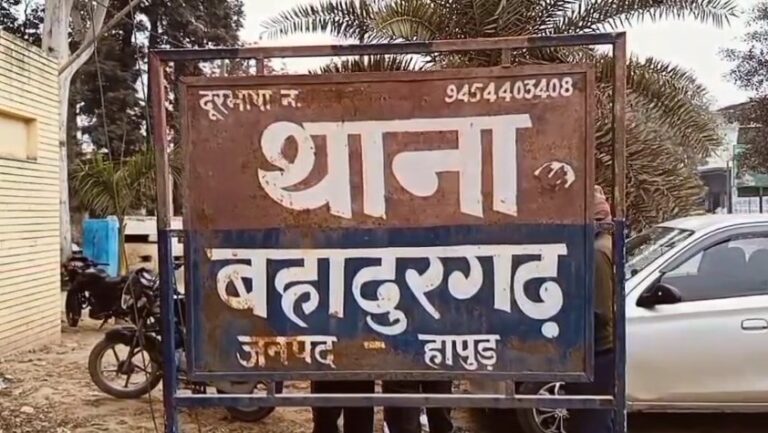 दूरभाषा न. 9454403408
थाना
बहादुरगढ़
जनपद - हापुड़